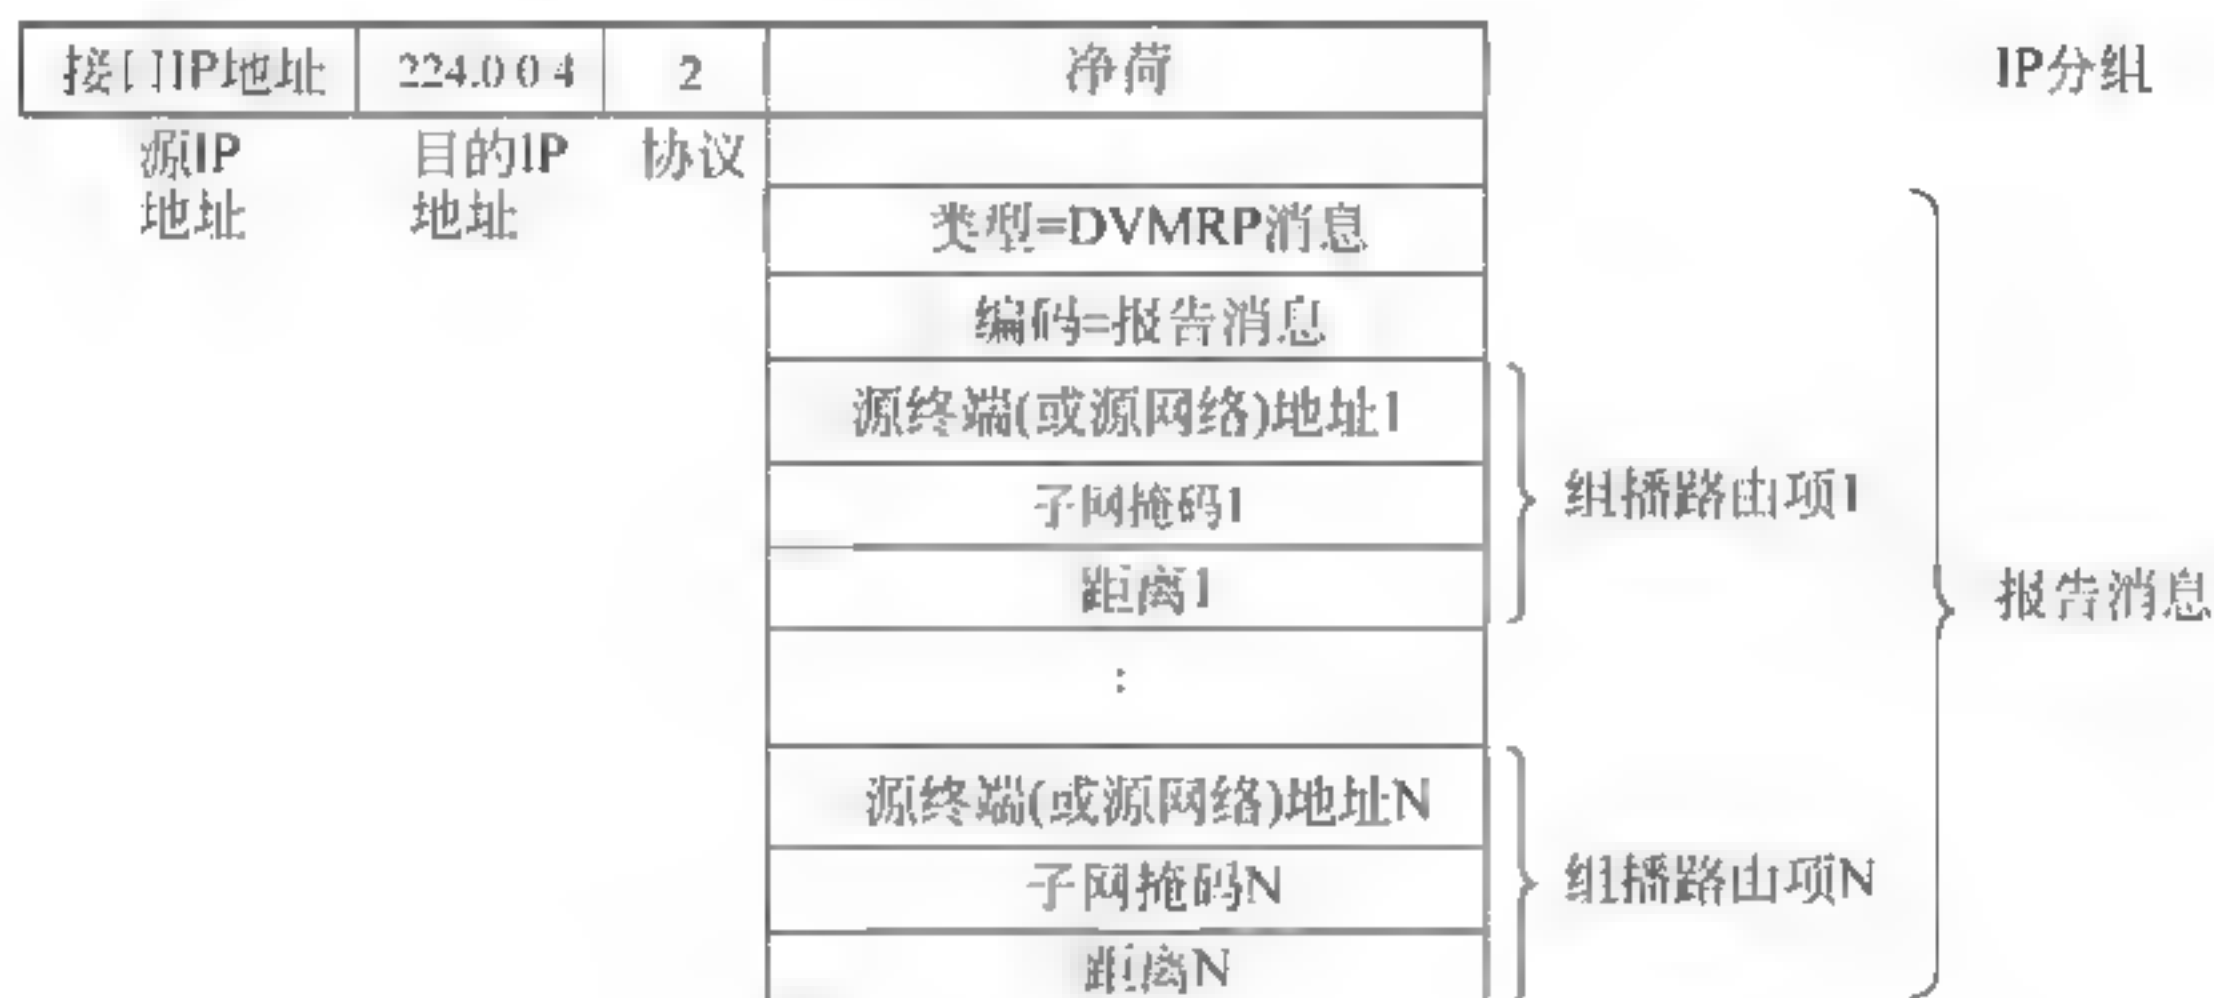 接口IP地址 224.0.0.4 2 净荷 IP分组
源IP地址 目的IP地址 协议
类型=DVMRP消息
编码=报告消息
源终端(或源网络)地址1
子网掩码1
组播路由项1
距离1
报告消息
:
源终端(或源网络)地址N
子网掩码N
组播路由项N
距离N